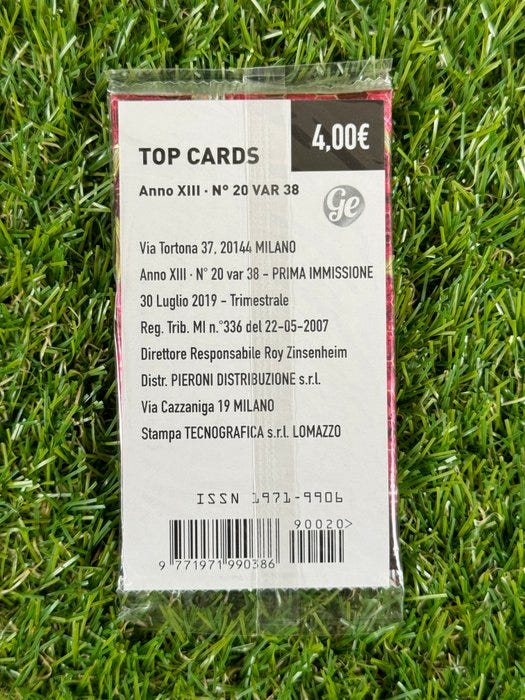 4,00€
TOP CARDS
Anno XIII · N° 20 VAR 38
Ge
Via Tortona 37, 20144 MILANO
Anno XIII · N° 20 var 38 – PRIMA IMMISSIONE
30 Luglio 2019 – Trimestrale
Reg. Trib. MI n.°336 del 22-05-2007
Direttore Responsabile Roy Zinsenheim
Distr. PIERONI DISTRIBUZIONE s.r.l.
Via Cazzaniga 19 MILANO
Stampa TECNOGRAFICA s.r.l. LOMAZZO
ISSN 1971-9906
90020>
9 771971 990386